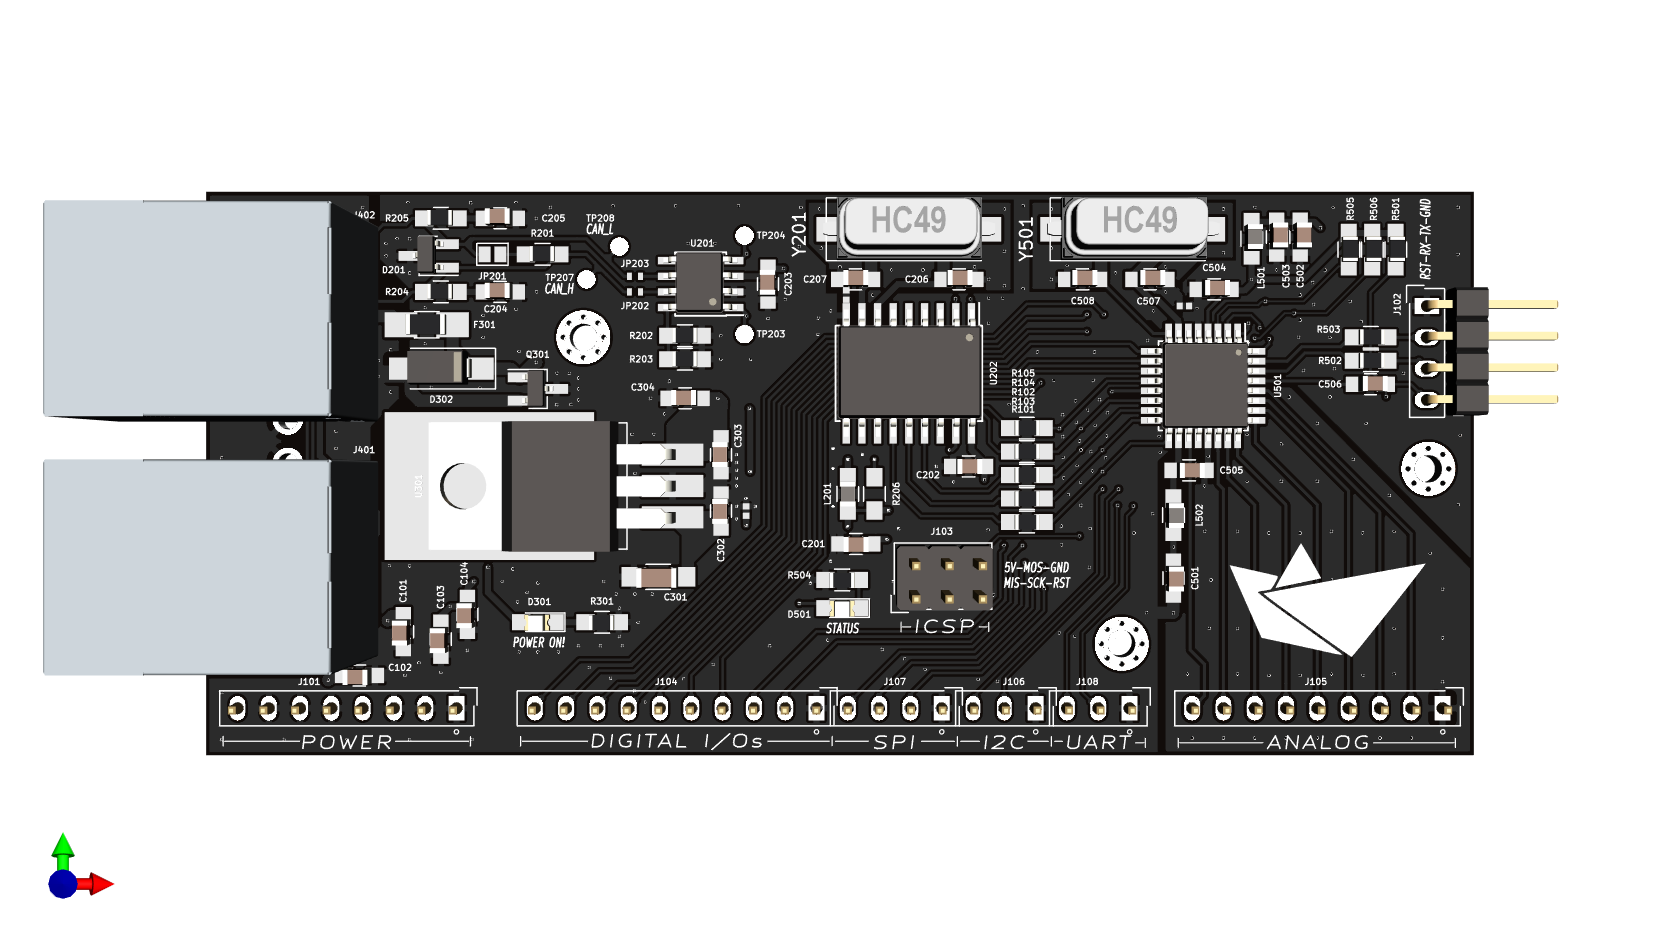 J402
R205
C205
TP208
CAN_L
R201
D201
JP201
TP207
CAN_H
R204
C204
F301
U201
TP204
JP203
JP202
C203
TP203
R202
R203
Q301
D302
C304
J401
U301
C303
C302
C301
Y201
HC49
C207
C206
U202
Y501
HC49
C508
C507
C504
L501
C503
C502
R505
R506
R501
RST-RX-TX-GND
J102
R503
R502
C506
U501
R105
R104
R102
R103
R101
C202
L201
R206
C201
J103
5V-MOS-GND
MIS-SCK-RST
ICSP
R504
D501
STATUS
C505
L502
C501
C101
C103
C104
C102
D301
POWER ON!
R301
J101
J104
J107
J106
J108
J105
POWER
DIGITAL I/Os
SPI
I2C
UART
ANALOG